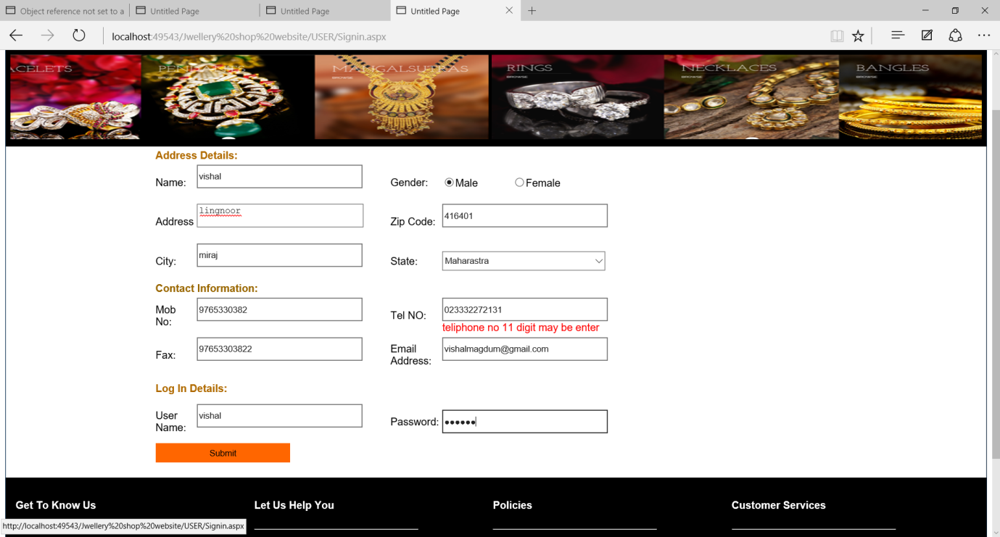 Object reference not set to a
Untitled Page
Untitled Page
Untitled Page
localhost:49543/Jwellery%20shop%20website/USER/Signin.aspx
ACELETS
MANGALSUTRAS
BROWSE
RINGS
BROWSE
NECKLACES
BROWSE
BANGLES
BROWSE
Address Details:
Name: vishal Gender: Male Female
Address lingnoor Zip Code: 416401
City: miraj State: Maharastra
Contact Information:
Mob No: 9765330382 Tel NO: 023332272131
teliphone no 11 digit may be enter
Fax: 97653303822 Email Address: vishalmagdum@gmail.com
Log In Details:
User Name: vishal Password: ••••••
Submit
Get To Know Us Let Us Help You Policies Customer Services
http://localhost:49543/Jwellery%20shop%20website/USER/Signin.aspx